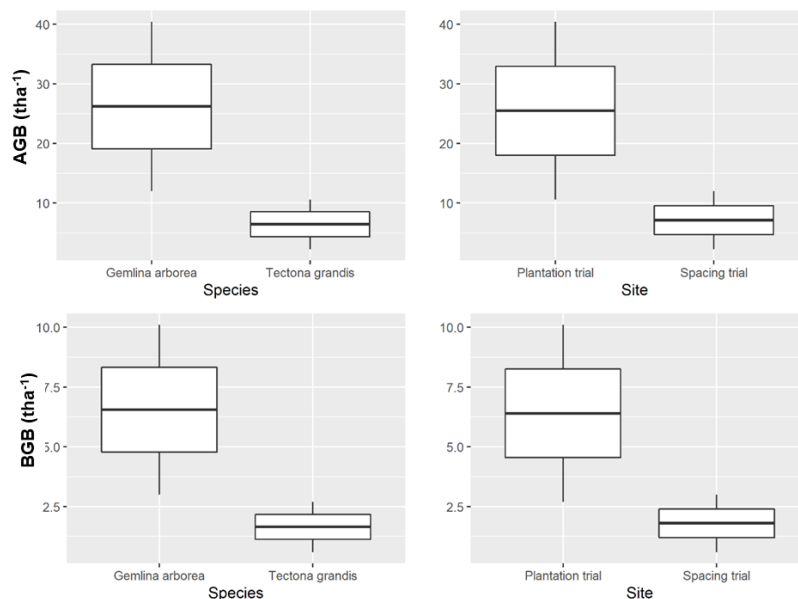 40
30
20
10
AGB (tha⁻¹)
Gemlina arborea Tectona grandis
Species
40
30
20
10
Plantation trial Spacing trial
Site
10.0
7.5
5.0
2.5
BGB (tha⁻¹)
Gemlina arborea Tectona grandis
Species
10.0
7.5
5.0
2.5
Plantation trial Spacing trial
Site